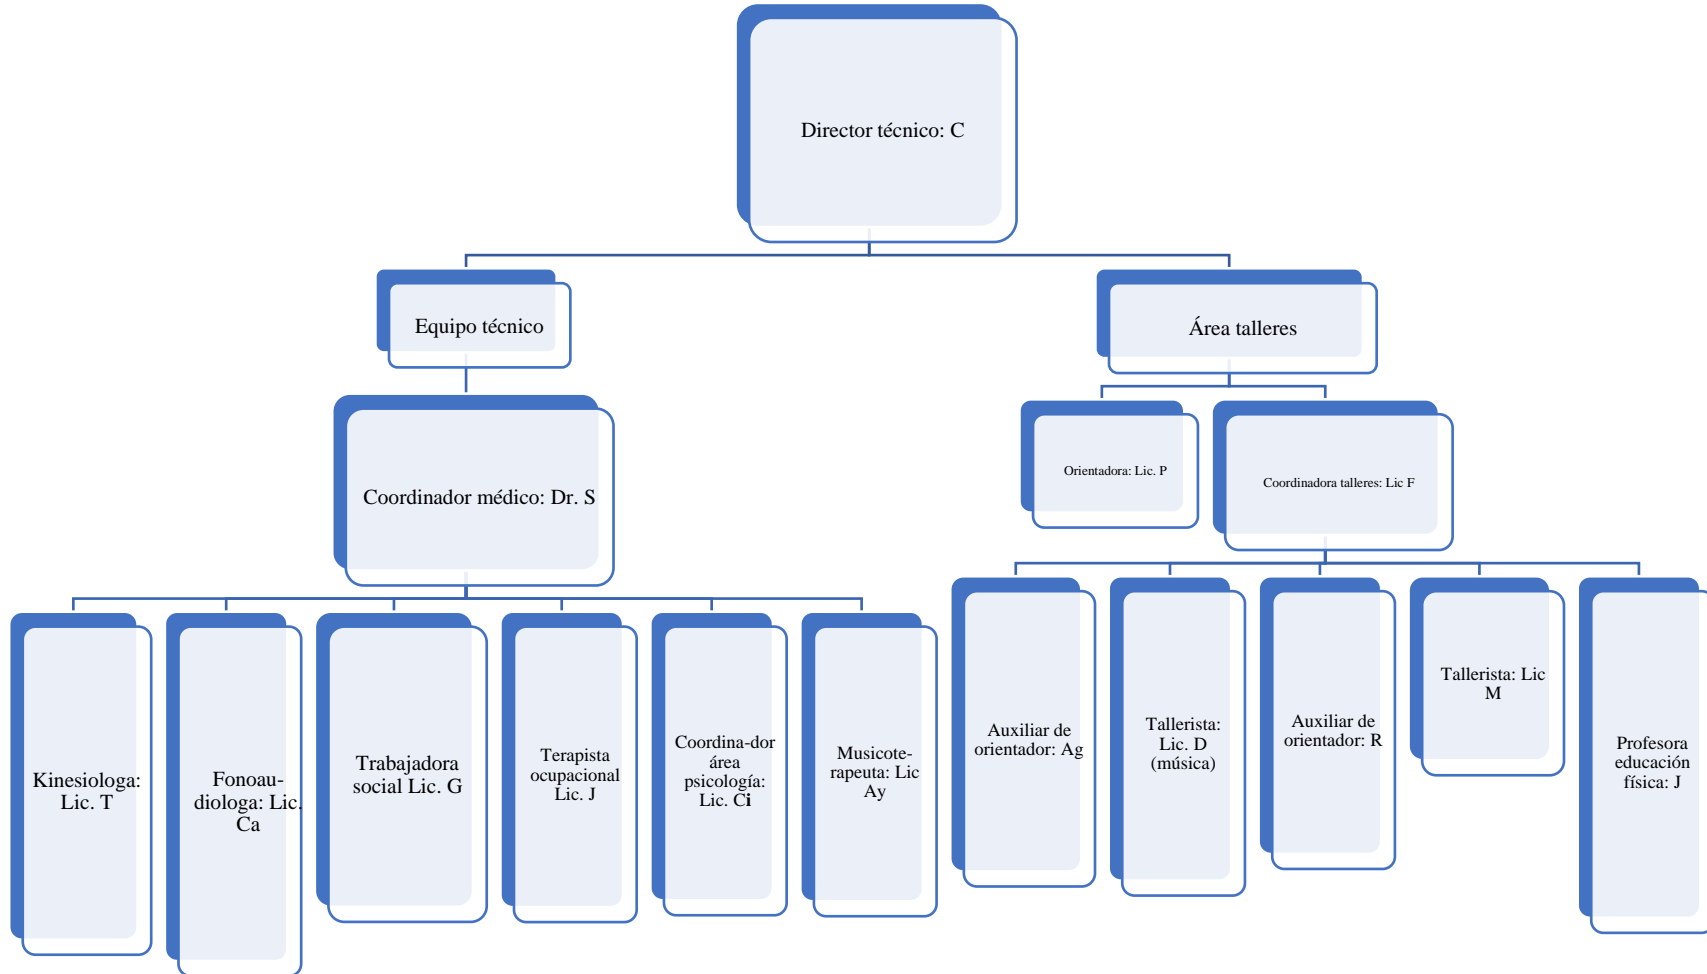 Director técnico: C
Equipo técnico
Área talleres
Coordinador médico: Dr. S
Orientadora: Lic. P
Coordinadora talleres: Lic F
Kinesiologa:
Lic. T
Fonoau-
diologa: Lic.
Ca
Trabajadora
social Lic. G
Terapista
ocupacional
Lic. J
Coordina-dor
área
psicología:
Lic. Ci
Musicote-
rapeuta: Lic
Ay
Auxiliar de
orientador: Ag
Tallerista:
Lic. D
(música)
Auxiliar de
orientador: R
Tallerista: Lic
M
Profesora
educación
física: J